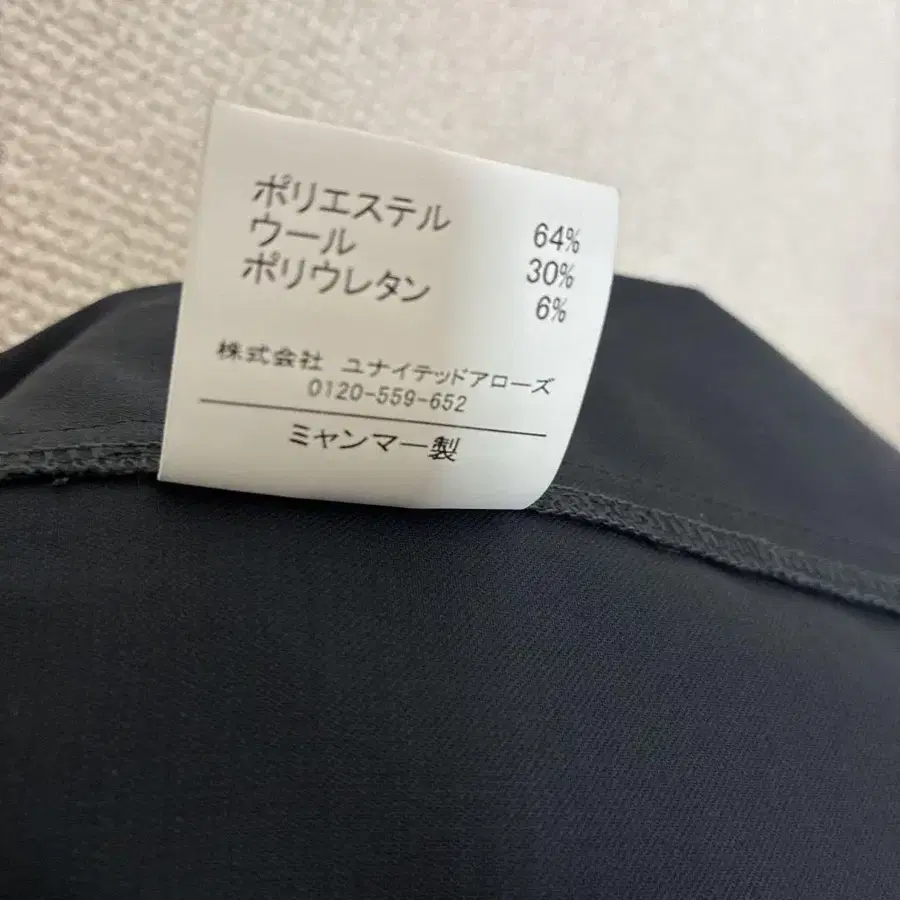 ポリエステル 64%
ウール 30%
ポリウレタン 6%
株式会社 ユナイテッドアローズ
0120-559-652
ミャンマー製